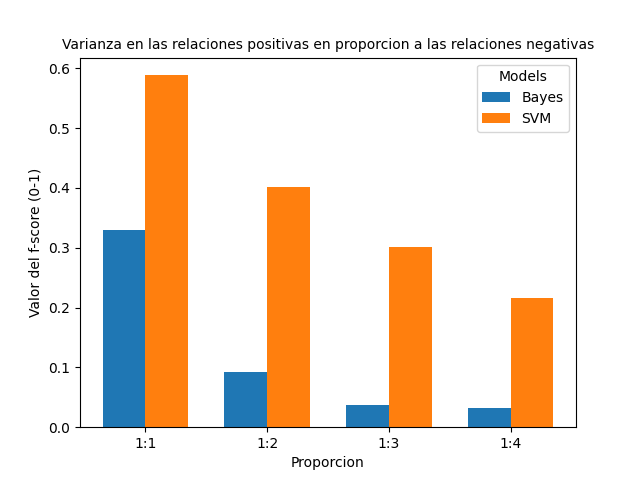 Varianza en las relaciones positivas en proporcion a las relaciones negativas
Models
Bayes
SVM
Valor del f-score (0-1)
0.6
0.5
0.4
0.3
0.2
0.1
0.0
1:1 1:2 1:3 1:4
Proporcion